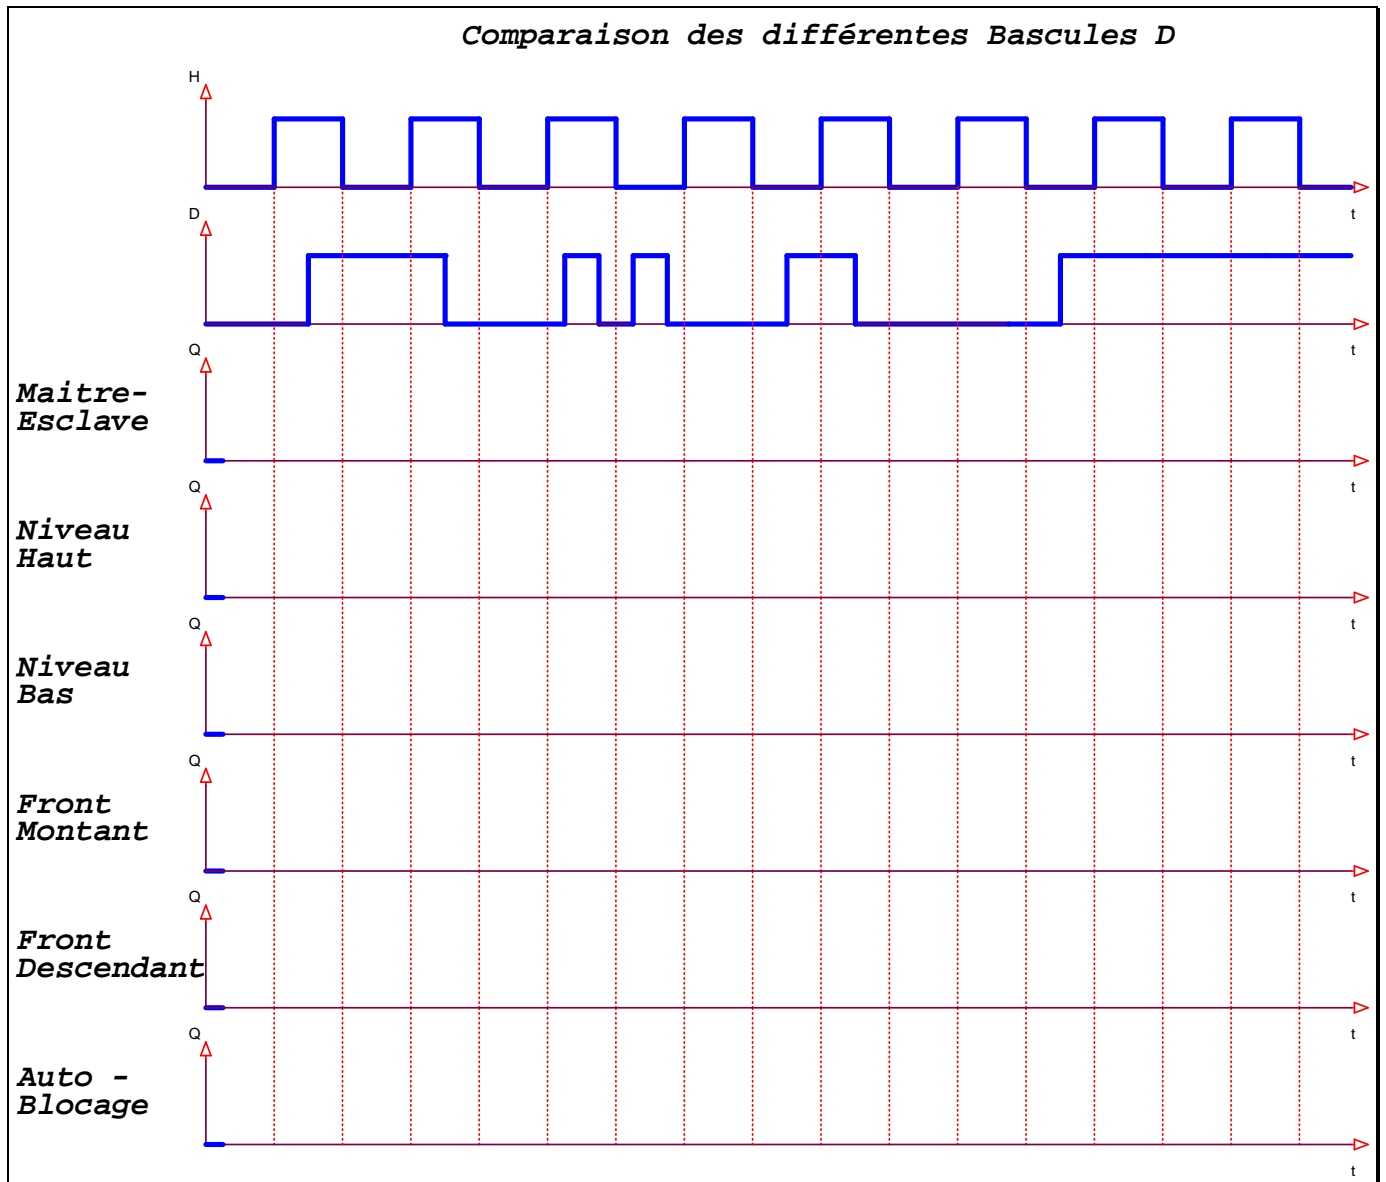 Comparaison des différentes Bascules D
H
t
D
t
Q
Maitre-
Esclave
t
Q
Niveau
Haut
t
Q
Niveau
Bas
t
Q
Front
Montant
t
Q
Front
Descendant
t
Q
Auto -
Blocage
t